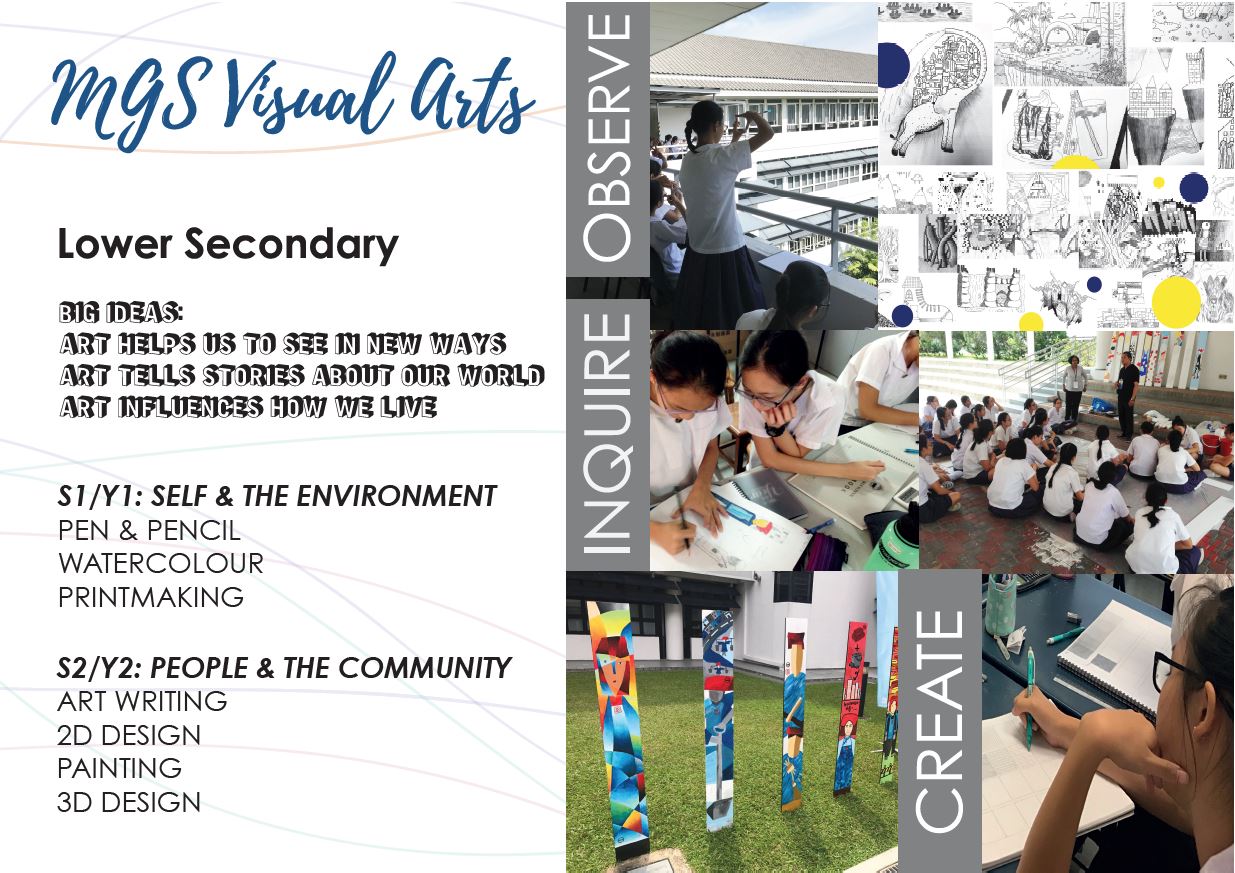 MGS Visual Arts
Lower Secondary
BIG IDEAS:
ART HELPS US TO SEE IN NEW WAYS
ART TELLS STORIES ABOUT OUR WORLD
ART INFLUENCES HOW WE LIVE
S1/Y1: SELF & THE ENVIRONMENT
PEN & PENCIL
WATERCOLOUR
PRINTMAKING
S2/Y2: PEOPLE & THE COMMUNITY
ART WRITING
2D DESIGN
PAINTING
3D DESIGN
OBSERVE
INQUIRE
CREATE